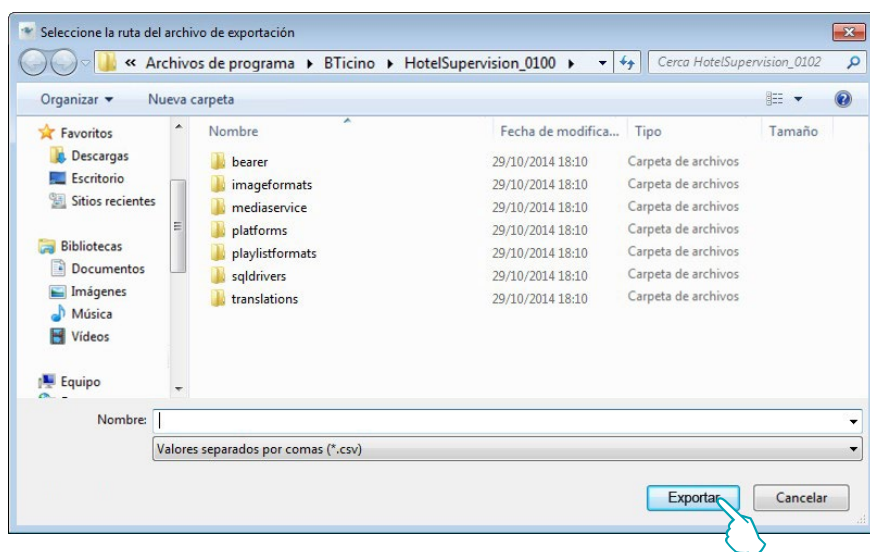 Seleccione la ruta del archivo de exportación
« Archivos de programa ▸ BTicino ▸ HotelSupervision_0100 ▸ Cerca HotelSupervision_0102
Organizar Nueva carpeta
Nombre Fecha de modifica... Tipo Tamaño
Favoritos
Descargas
Escritorio
Sitios recientes
Bibliotecas
Documentos
Imágenes
Música
Vídeos
Equipo
bearer 29/10/2014 18:10 Carpeta de archivos
imageformats 29/10/2014 18:10 Carpeta de archivos
mediaservice 29/10/2014 18:10 Carpeta de archivos
platforms 29/10/2014 18:10 Carpeta de archivos
playlistformats 29/10/2014 18:10 Carpeta de archivos
sqldrivers 29/10/2014 18:10 Carpeta de archivos
translations 29/10/2014 18:10 Carpeta de archivos
Nombre:
Valores separados por comas (*.csv)
Exportar Cancelar